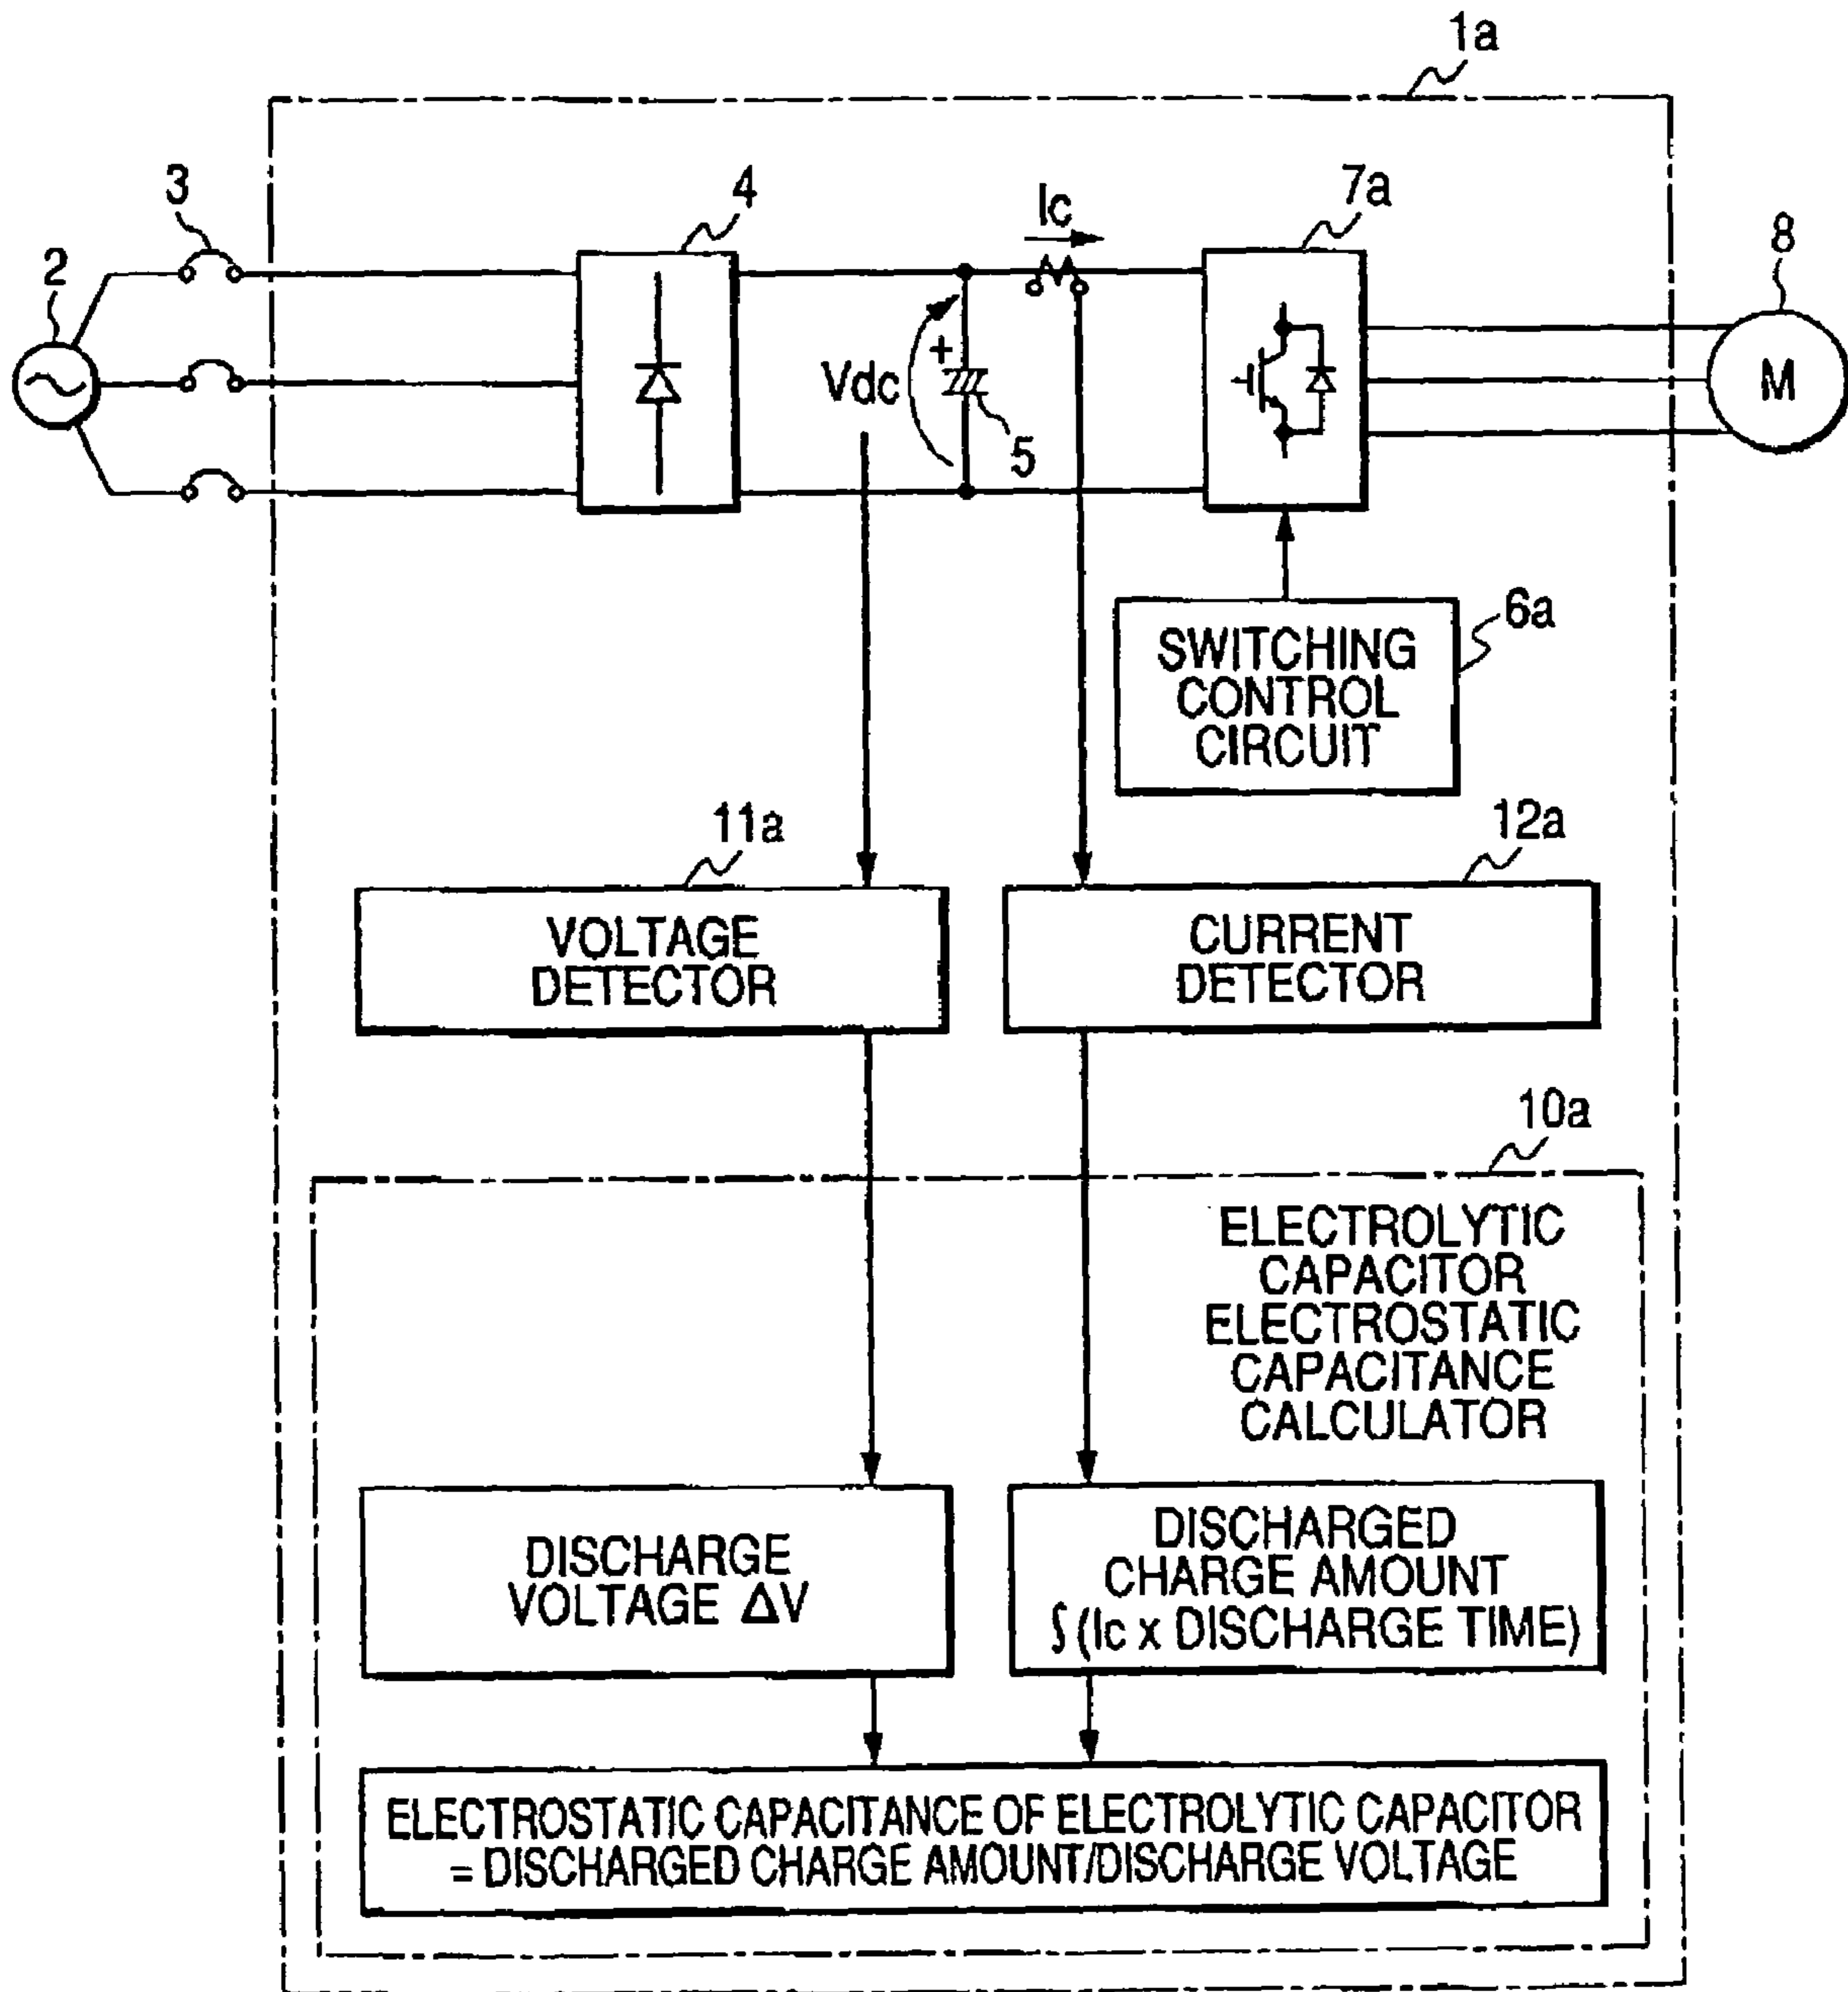 1a
3
4
Ic
7a
2
8
+
Vdc
5
M
SWITCHING
CONTROL
CIRCUIT
6a
11a
12a
VOLTAGE
DETECTOR
CURRENT
DETECTOR
10a
ELECTROLYTIC
CAPACITOR
ELECTROSTATIC
CAPACITANCE
CALCULATOR
DISCHARGE
VOLTAGE ΔV
DISCHARGED
CHARGE AMOUNT
∫ (Ic x DISCHARGE TIME)
ELECTROSTATIC CAPACITANCE OF ELECTROLYTIC CAPACITOR
= DISCHARGED CHARGE AMOUNT/DISCHARGE VOLTAGE